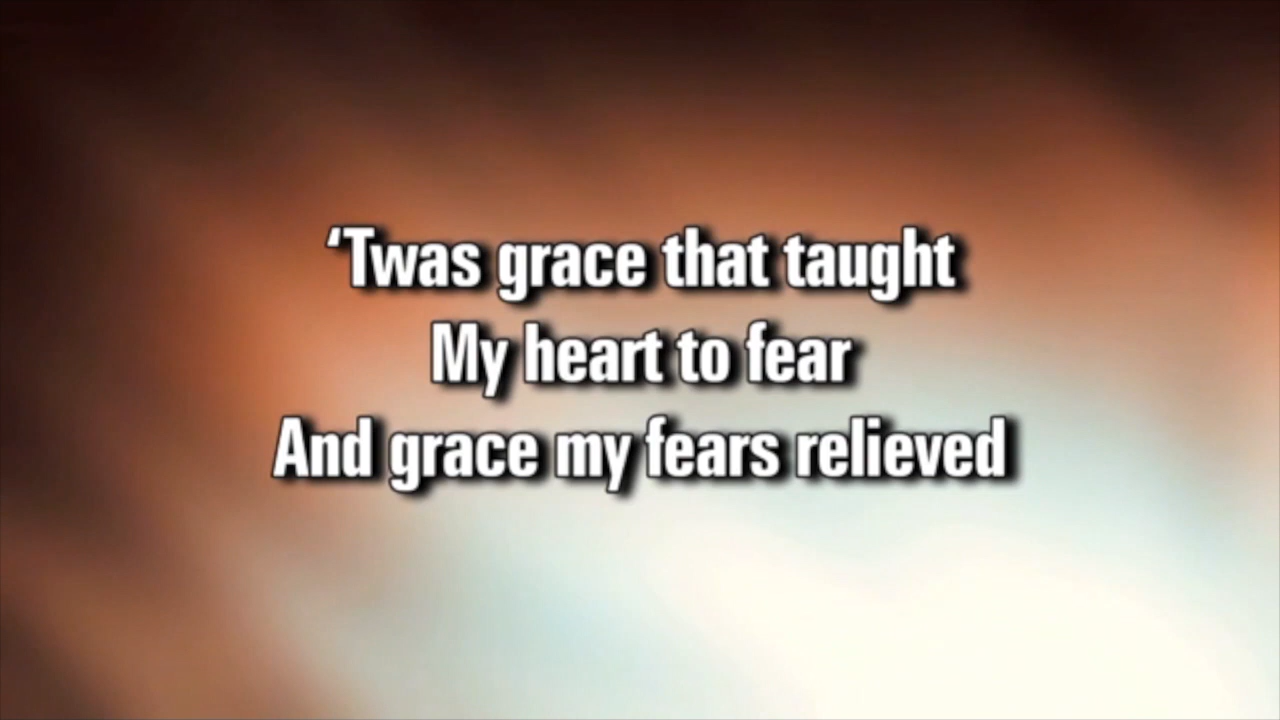 ‘Twas grace that taught
My heart to fear
And grace my fears relieved